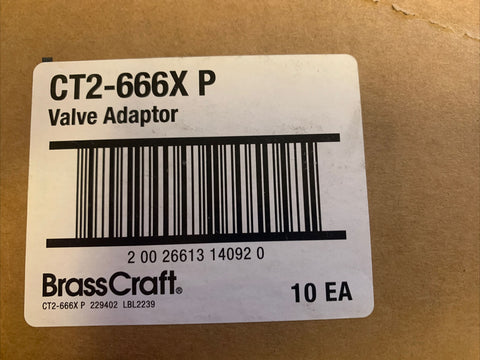 CT2-666X P
Valve Adaptor
2 00 26613 14092 0
BrassCraft®
10 EA
CT2-666X P 229402 LBL2239